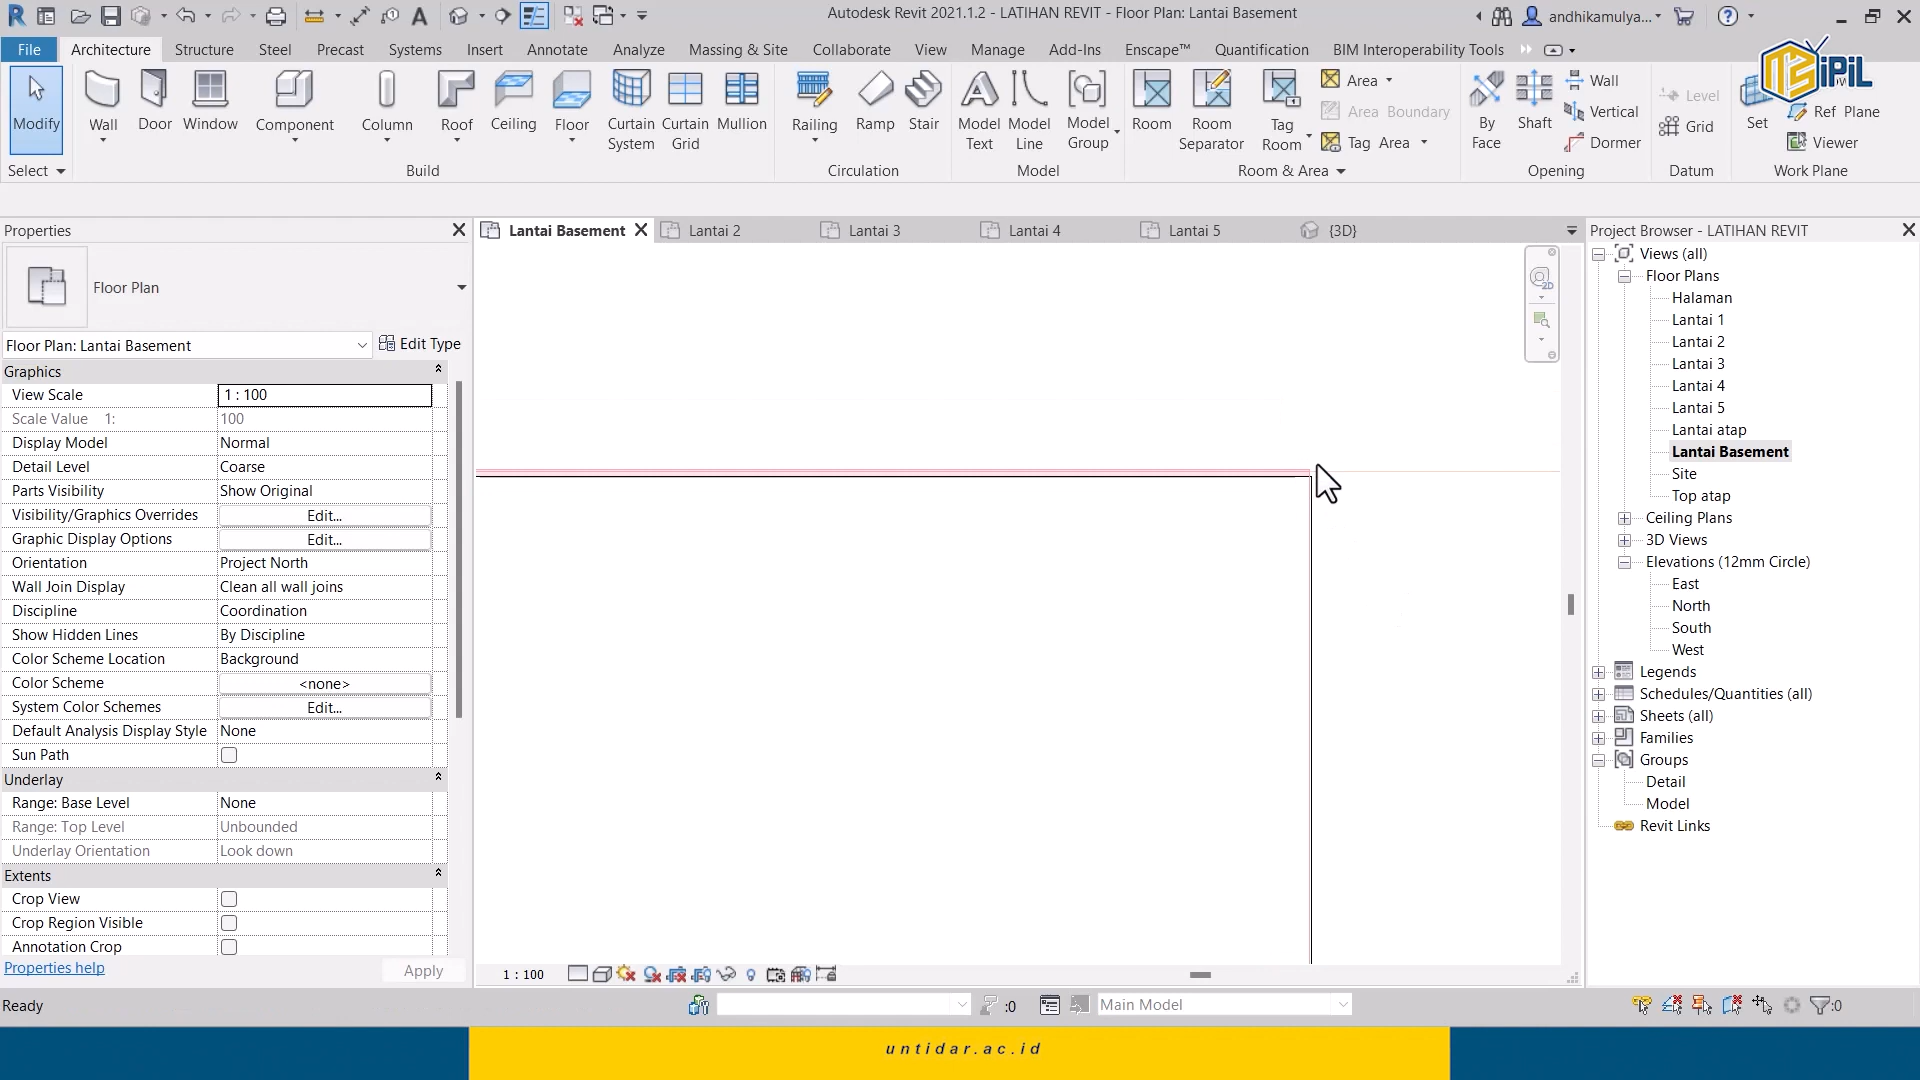 Autodesk Revit 2021.1.2 - LATIHAN REVIT - Floor Plan: Lantai Basement
andhikamulya...
File
Architecture
Structure
Steel
Precast
Systems
Insert
Annotate
Analyze
Massing & Site
Collaborate
View
Manage
Add-Ins
Enscape™
Quantification
BIM Interoperability Tools
Modify
Wall
Door
Window
Component
Column
Roof
Ceiling
Floor
Curtain System
Curtain Grid
Mullion
Railing
Ramp
Stair
Model Text
Model Line
Model Group
Room
Room Separator
Tag Room
Area
Area Boundary
Tag Area
By Face
Shaft
Wall
Vertical
Dormer
Level
Grid
Set
Ref Plane
Viewer
SiPiL
Select
Build
Circulation
Model
Room & Area
Opening
Datum
Work Plane
Properties
Floor Plan
Floor Plan: Lantai Basement
Edit Type
Graphics
View Scale 1 : 100
Scale Value 1: 100
Display Model Normal
Detail Level Coarse
Parts Visibility Show Original
Visibility/Graphics Overrides Edit...
Graphic Display Options Edit...
Orientation Project North
Wall Join Display Clean all wall joins
Discipline Coordination
Show Hidden Lines By Discipline
Color Scheme Location Background
Color Scheme <none>
System Color Schemes Edit...
Default Analysis Display Style None
Sun Path
Underlay
Range: Base Level None
Range: Top Level Unbounded
Underlay Orientation Look down
Extents
Crop View
Crop Region Visible
Annotation Crop
Properties help
Apply
Lantai Basement
Lantai 2
Lantai 3
Lantai 4
Lantai 5
{3D}
2D
1 : 100
Project Browser - LATIHAN REVIT
Views (all)
Floor Plans
Halaman
Lantai 1
Lantai 2
Lantai 3
Lantai 4
Lantai 5
Lantai atap
Lantai Basement
Site
Top atap
Ceiling Plans
3D Views
Elevations (12mm Circle)
East
North
South
West
Legends
Schedules/Quantities (all)
Sheets (all)
Families
Groups
Detail
Model
Revit Links
Ready
:0
Main Model
:0
untidar.ac.id